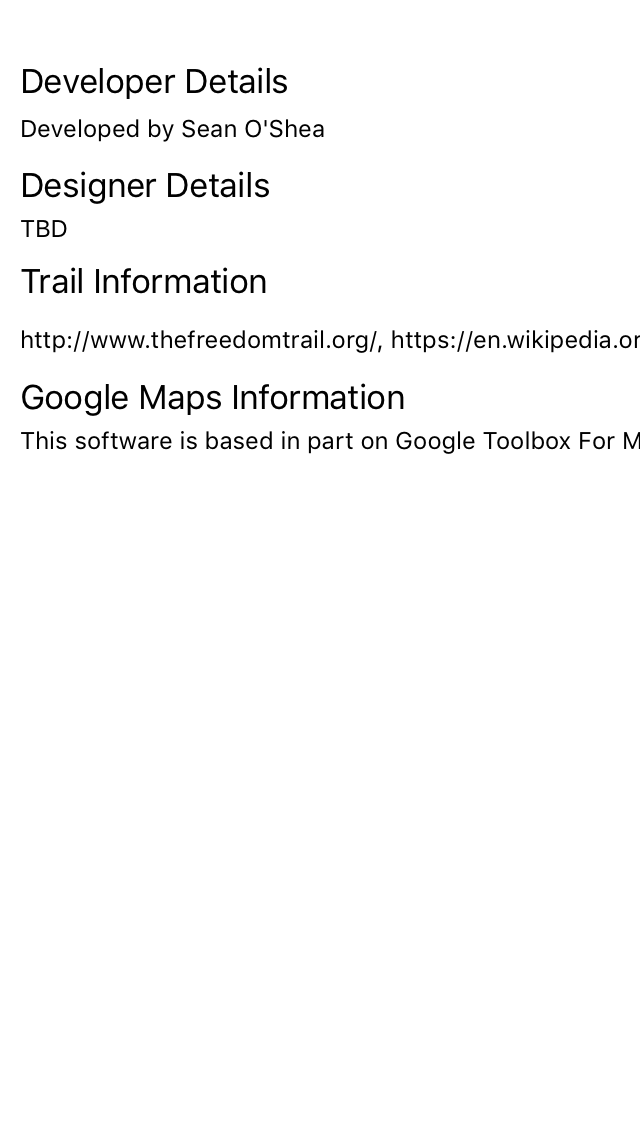 Developer Details
Developed by Sean O'Shea
Designer Details
TBD
Trail Information
http://www.thefreedomtrail.org/, https://en.wikipedia.or
Google Maps Information
This software is based in part on Google Toolbox For M